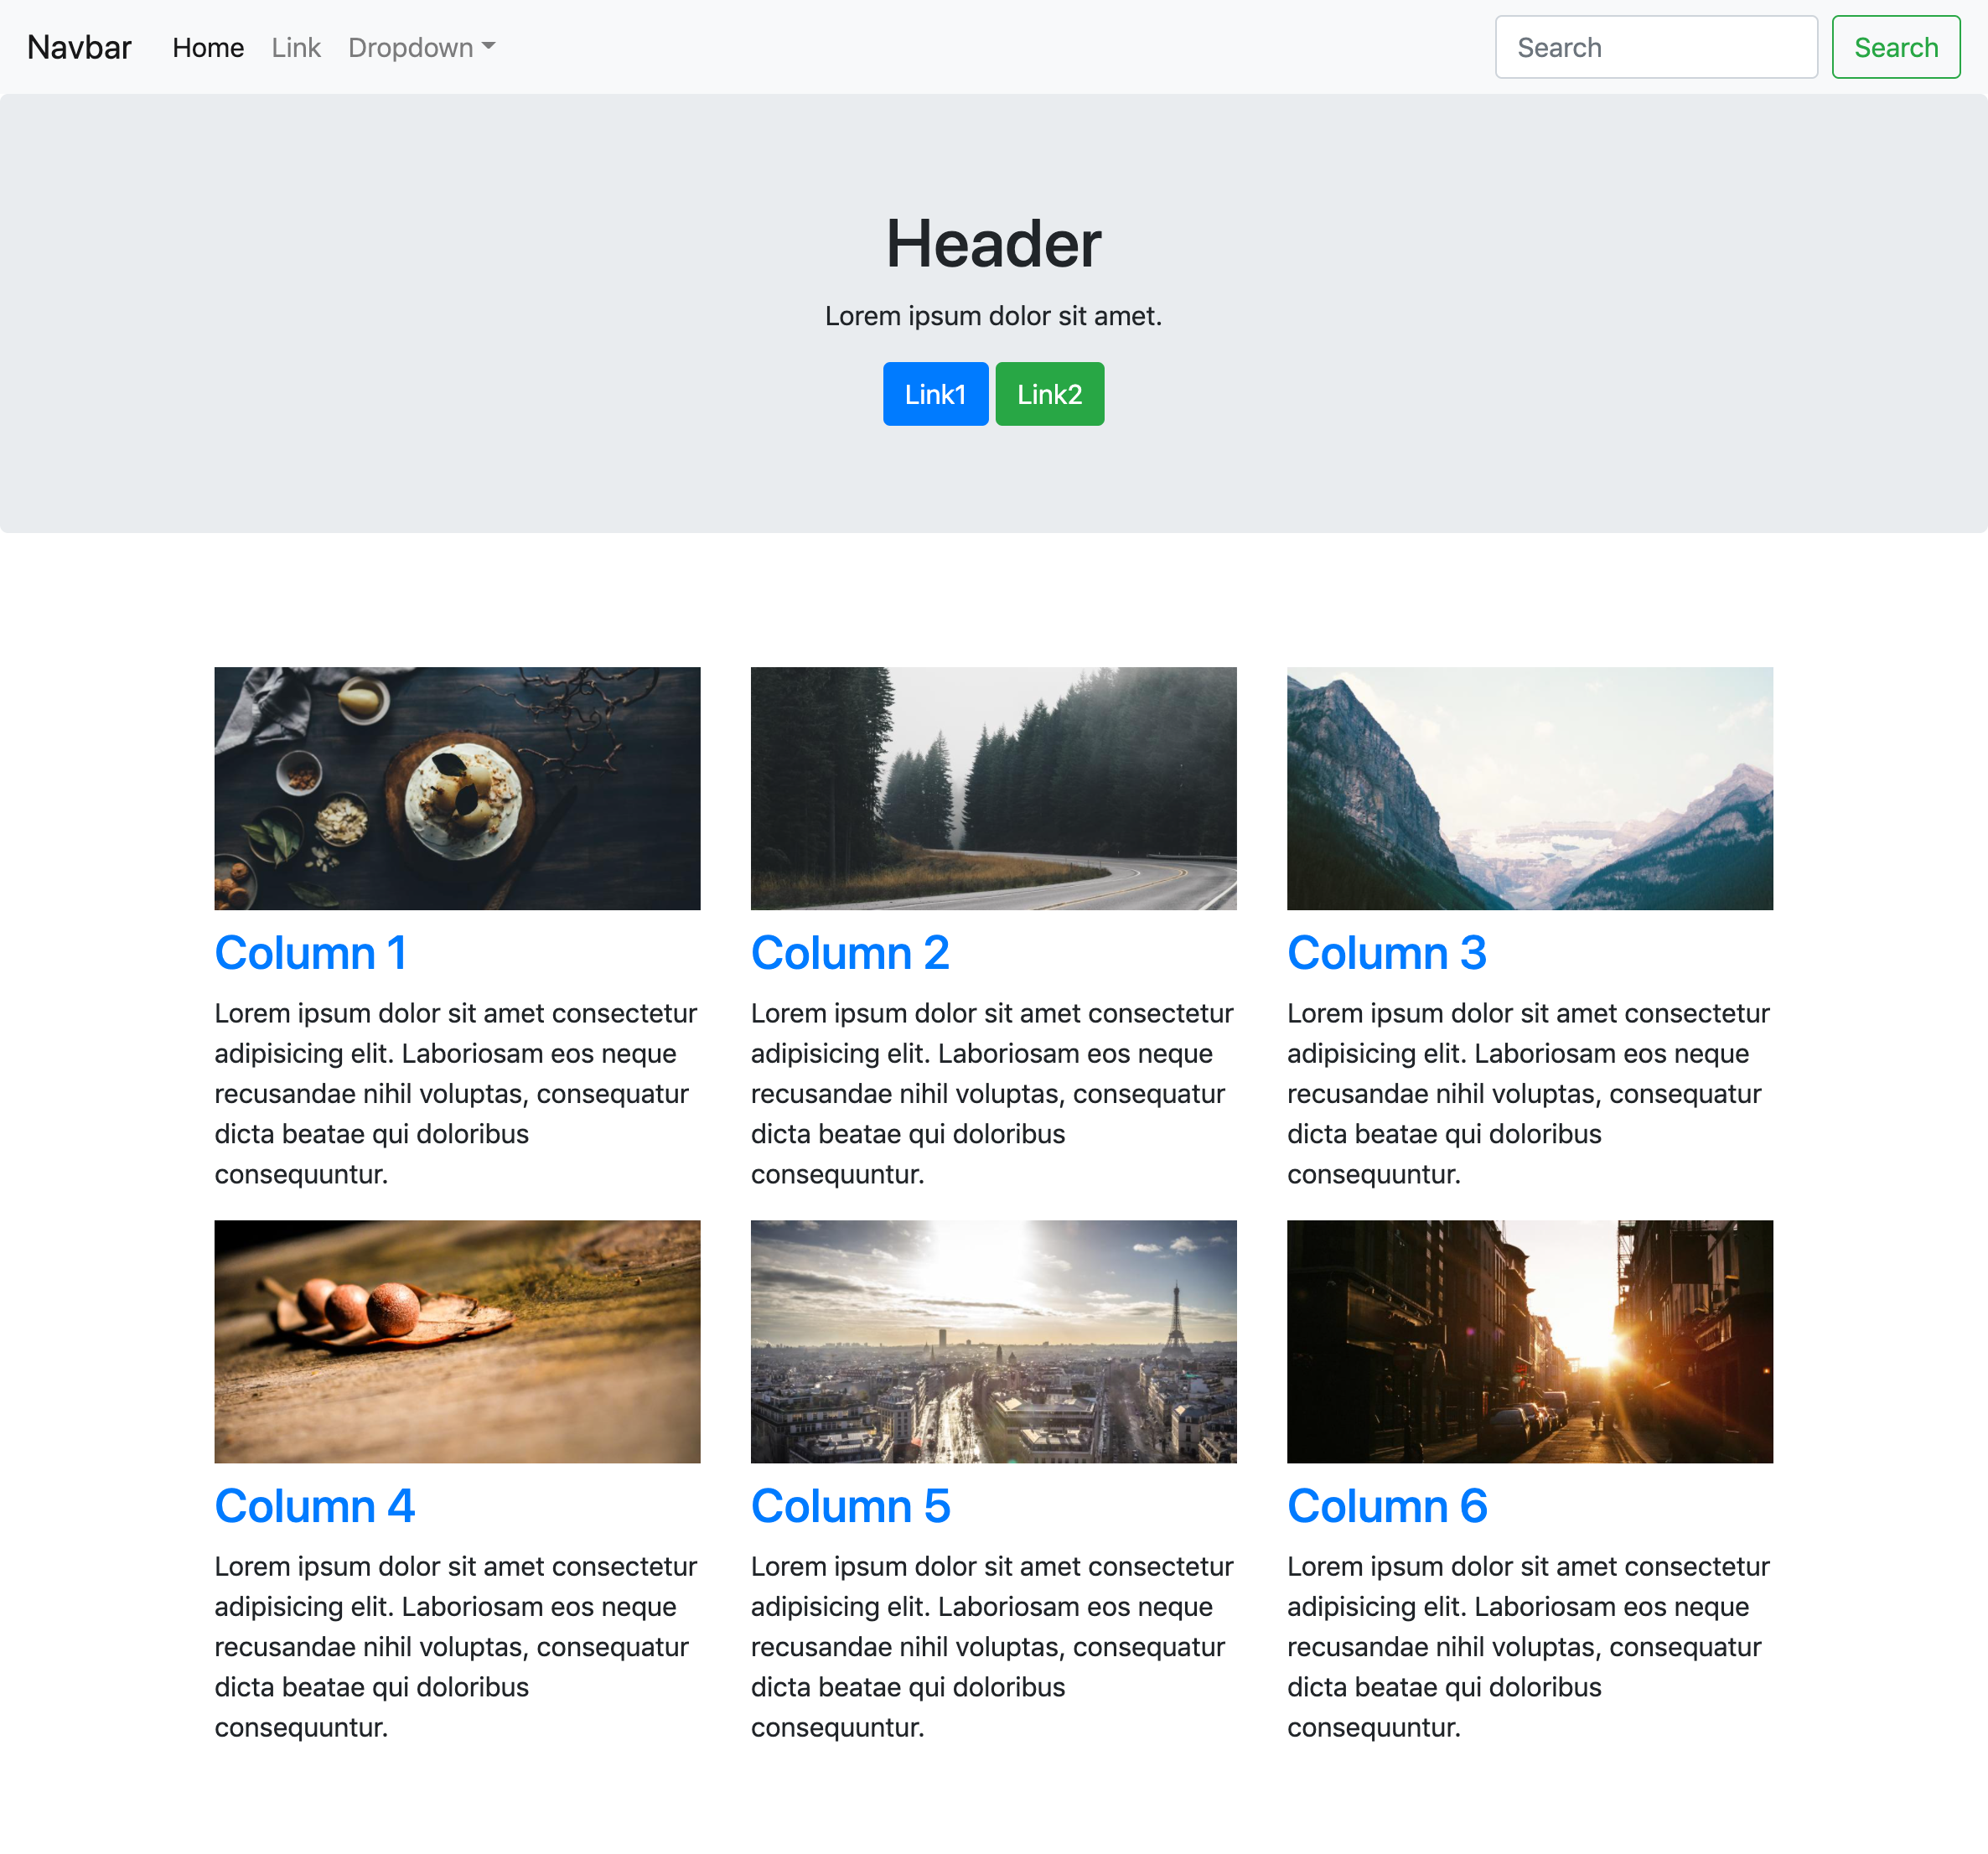 Navbar Home Link Dropdown Search Search
Header
Lorem ipsum dolor sit amet.
Link1 Link2
Column 1
Lorem ipsum dolor sit amet consectetur
adipisicing elit. Laboriosam eos neque
recusandae nihil voluptas, consequatur
dicta beatae qui doloribus
consequuntur.
Column 2
Lorem ipsum dolor sit amet consectetur
adipisicing elit. Laboriosam eos neque
recusandae nihil voluptas, consequatur
dicta beatae qui doloribus
consequuntur.
Column 3
Lorem ipsum dolor sit amet consectetur
adipisicing elit. Laboriosam eos neque
recusandae nihil voluptas, consequatur
dicta beatae qui doloribus
consequuntur.
Column 4
Lorem ipsum dolor sit amet consectetur
adipisicing elit. Laboriosam eos neque
recusandae nihil voluptas, consequatur
dicta beatae qui doloribus
consequuntur.
Column 5
Lorem ipsum dolor sit amet consectetur
adipisicing elit. Laboriosam eos neque
recusandae nihil voluptas, consequatur
dicta beatae qui doloribus
consequuntur.
Column 6
Lorem ipsum dolor sit amet consectetur
adipisicing elit. Laboriosam eos neque
recusandae nihil voluptas, consequatur
dicta beatae qui doloribus
consequuntur.